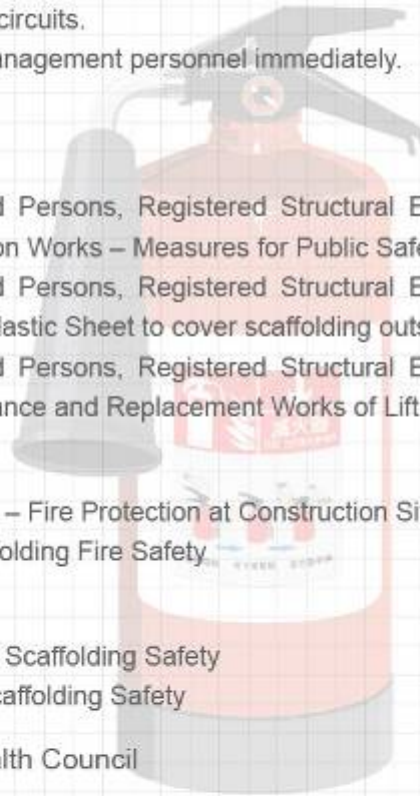 circuits.
nagement personnel immediately.
d Persons, Registered Structural E
on Works – Measures for Public Safe
d Persons, Registered Structural E
lastic Sheet to cover scaffolding outs
d Persons, Registered Structural E
ance and Replacement Works of Lift
– Fire Protection at Construction Si
olding Fire Safety
Scaffolding Safety
caffolding Safety
lth Council